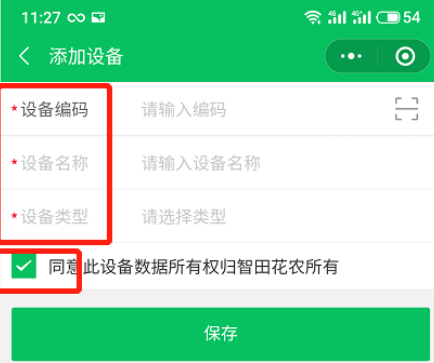 11:27 54
添加设备
*设备编码 请输入编码
*设备名称 请输入设备名称
*设备类型 请选择类型
同意此设备数据所有权归智田花农所有
保存